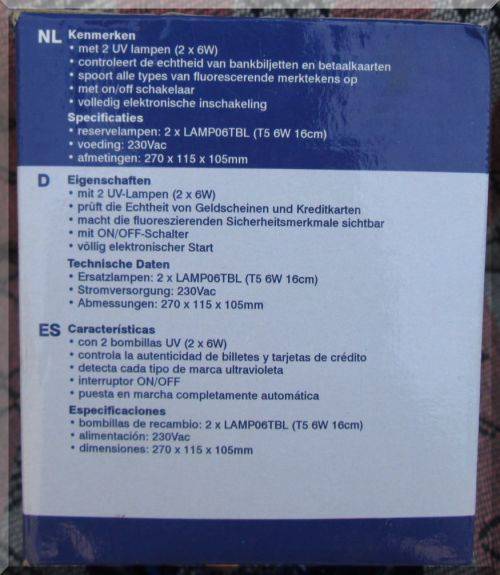 NL Kenmerken
• met 2 UV lampen (2 x 6W)
• controleert de echtheid van bankbiljetten en betaalkaarten
• spoort alle types van fluorescerende merktekens op
• met on/off schakelaar
• volledig elektronische inschakeling
Specificaties
• reservelampen: 2 x LAMP06TBL (T5 6W 16cm)
• voeding: 230Vac
• afmetingen: 270 x 115 x 105mm
D Eigenschaften
• mit 2 UV-Lampen (2 x 6W)
• prüft die Echtheit von Geldscheinen und Kreditkarten
• macht die fluoreszierenden Sicherheitsmerkmale sichtbar
• mit ON/OFF-Schalter
• völlig elektronischer Start
Technische Daten
• Ersatzlampen: 2 x LAMP06TBL (T5 6W 16cm)
• Stromversorgung: 230Vac
• Abmessungen: 270 x 115 x 105mm
ES Características
• con 2 bombillas UV (2 x 6W)
• controla la autenticidad de billetes y tarjetas de crédito
• detecta cada tipo de marca ultravioleta
• interruptor ON/OFF
• puesta en marcha completamente automática
Especificaciones
• bombillas de recambio: 2 x LAMP06TBL (T5 6W 16cm)
• alimentación: 230Vac
• dimensiones: 270 x 115 x 105mm